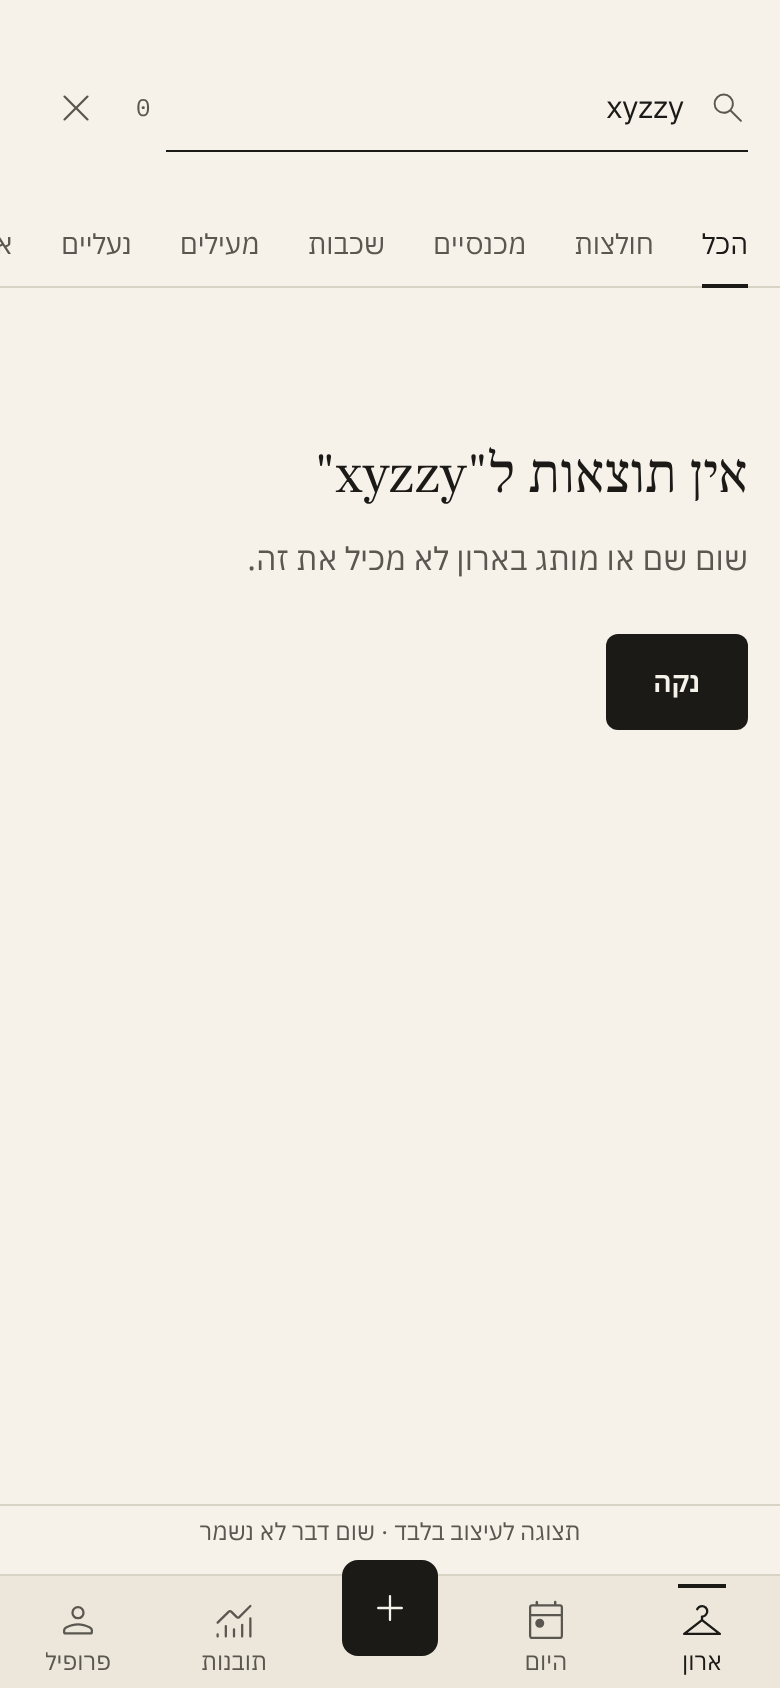 xyzzy 0
הכל חולצות מכנסיים שכבות מעילים נעליים א
אין תוצאות ל"xyzzy"
שום שם או מותג בארון לא מכיל את זה.
נקה
תצוגה לעיצוב בלבד · שום דבר לא נשמר
ארון היום תובנות פרופיל